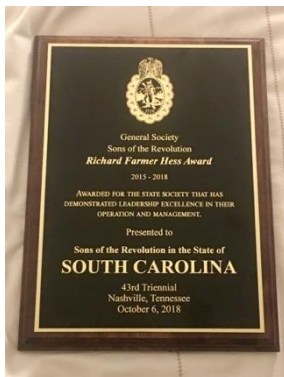 General Society
Sons of the Revolution
Richard Farmer Hess Award
2015 - 2018
AWARDED FOR THE STATE SOCIETY THAT HAS
DEMONSTRATED LEADERSHIP EXCELLENCE IN THEIR
OPERATION AND MANAGEMENT.
Presented to
Sons of the Revolution in the State of
SOUTH CAROLINA
43rd Triennial
Nashville, Tennessee
October 6, 2018